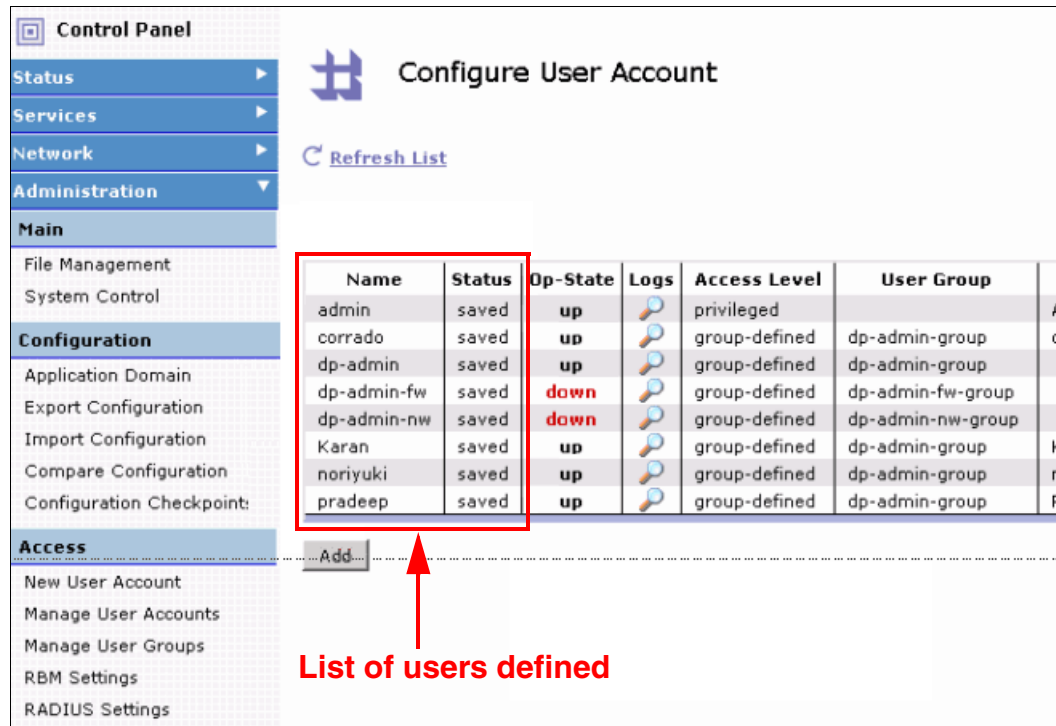 Control Panel
Status
Services
Network
Administration
Main
File Management
System Control
Configuration
Application Domain
Export Configuration
Import Configuration
Compare Configuration
Configuration Checkpoint
Access
New User Account
Manage User Accounts
Manage User Groups
RBM Settings
RADIUS Settings
Configure User Account
Refresh List
Name Status Op-State Logs Access Level User Group
admin saved up privileged
corrado saved up group-defined dp-admin-group
dp-admin saved up group-defined dp-admin-group
dp-admin-fw saved down group-defined dp-admin-fw-group
dp-admin-nw saved down group-defined dp-admin-nw-group
Karan saved up group-defined dp-admin-group
noriyuki saved up group-defined dp-admin-group
pradeep saved up group-defined dp-admin-group
Add
List of users defined